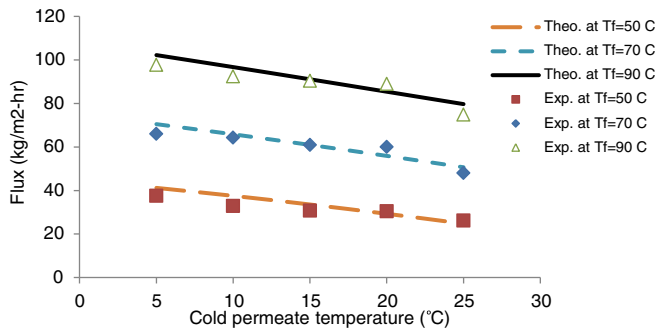 120
100
80
60
40
20
0
Flux (kg/m2-hr)
0
5
10
15
20
25
30
Cold permeate temperature (°C)
Theo. at Tf=50 C
Theo. at Tf=70 C
Theo. at Tf=90 C
Exp. at Tf=50 C
Exp. at Tf=70 C
Exp. at Tf=90 C